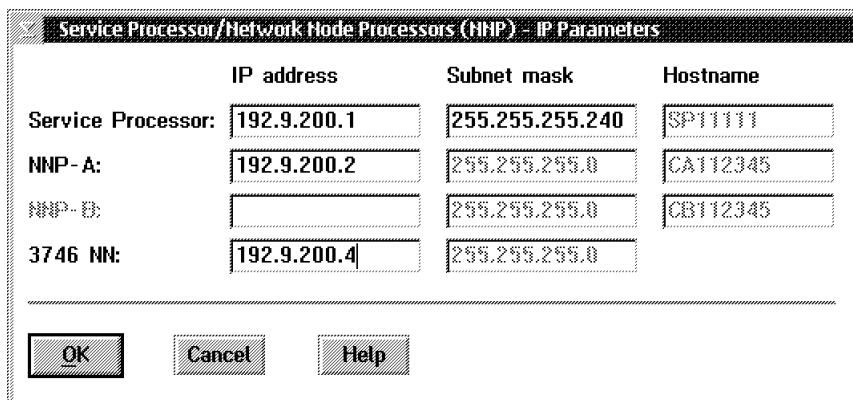 Service Processor/Network Node Processors (NNP) - IP Parameters
IP address Subnet mask Hostname
Service Processor: 192.9.200.1 255.255.255.240 SP11111
NNP-A: 192.9.200.2 255.255.255.0 CA112345
NNP-B: 255.255.255.0 CB112345
3746 NN: 192.9.200.4 255.255.255.0
OK Cancel Help